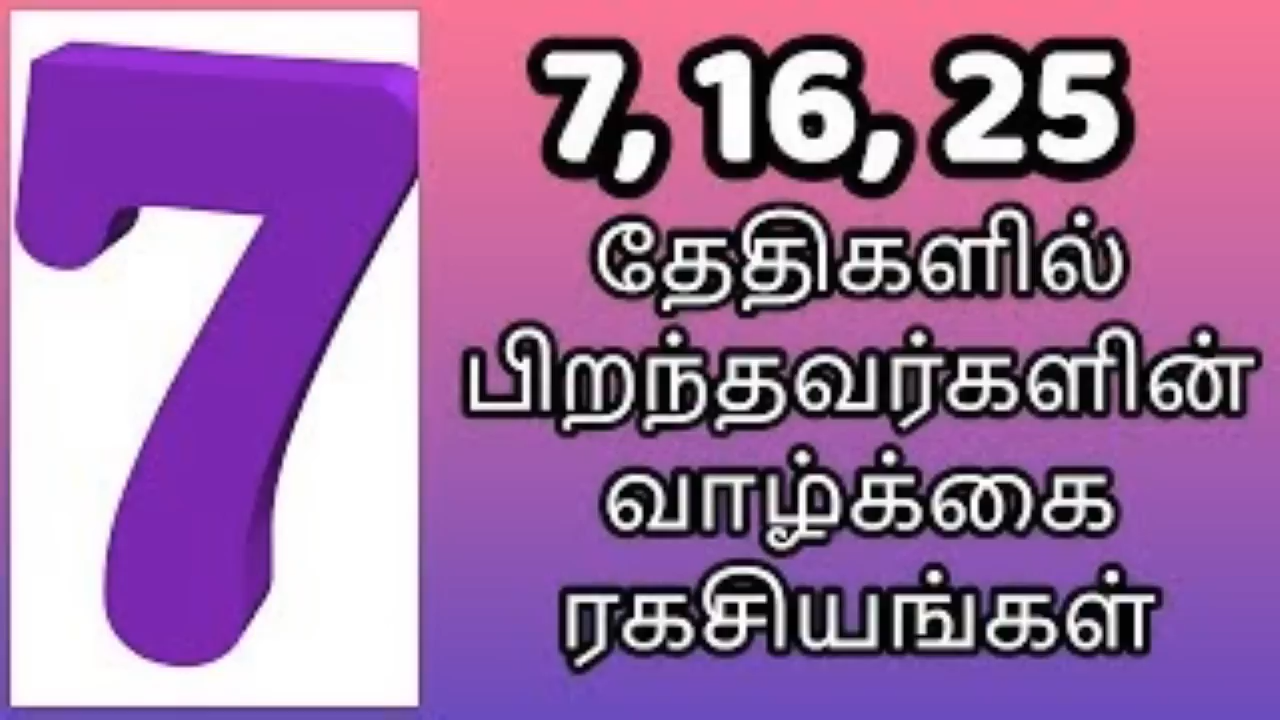 7
7, 16, 25
தேதிகளில்
பிறந்தவர்களின்
வாழ்க்கை
ரகசியங்கள்